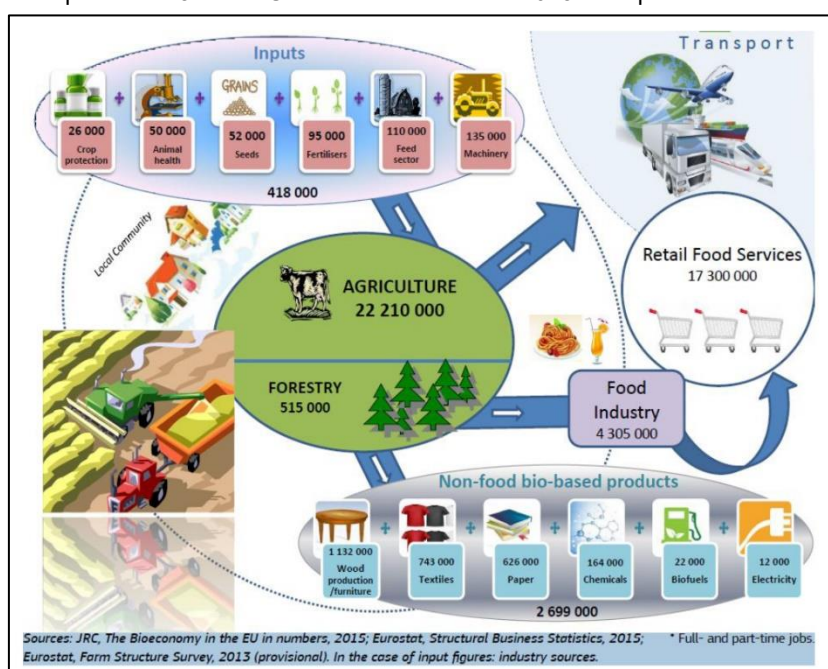 Inputs
Transport
GRAINS
26 000
Crop
protection
50 000
Animal
health
52 000
Seeds
95 000
Fertilisers
110 000
Feed
sector
135 000
Machinery
418 000
Local Community
AGRICULTURE
22 210 000
FORESTRY
515 000
Retail Food Services
17 300 000
Food
Industry
4 305 000
Non-food bio-based products
1 132 000
Wood
production
/furniture
743 000
Textiles
626 000
Paper
164 000
Chemicals
22 000
Biofuels
12 000
Electricity
2 699 000
Sources: JRC, The Bioeconomy in the EU in numbers, 2015; Eurostat, Structural Business Statistics, 2015;
Eurostat, Farm Structure Survey, 2013 (provisional). In the case of input figures: industry sources.
* Full- and part-time jobs.